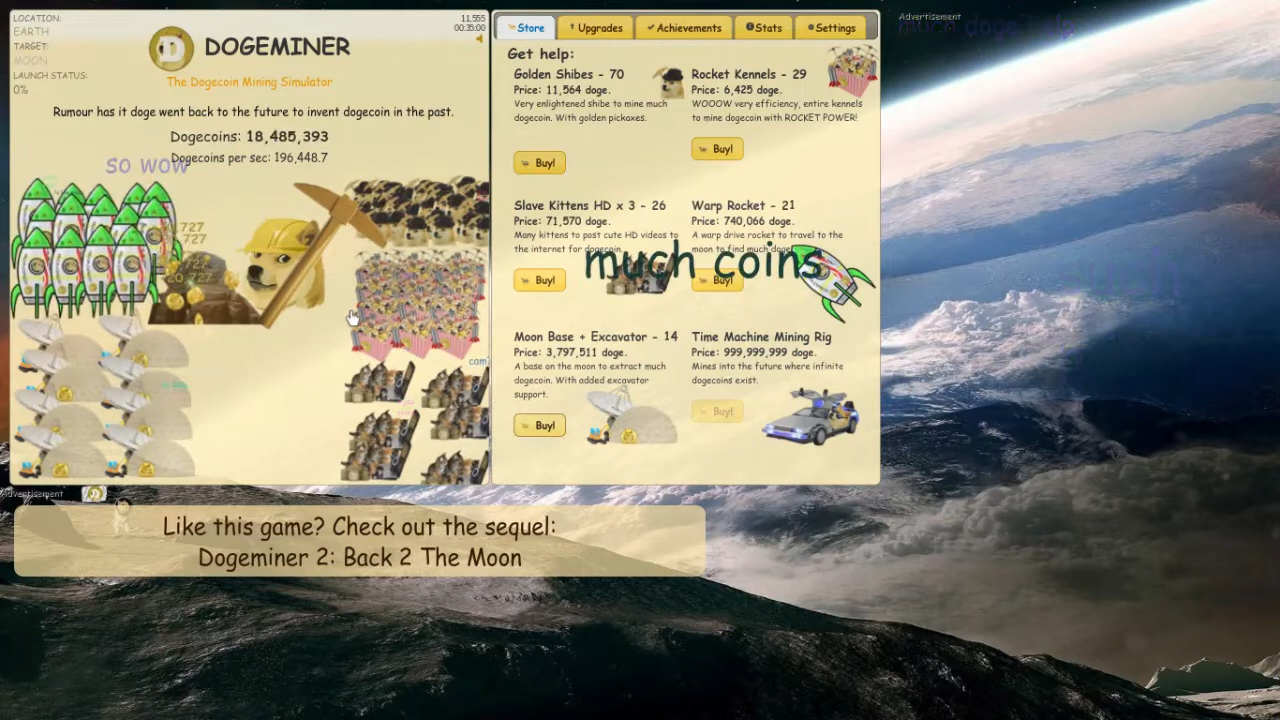 LOCATION:
EARTH
TARGET:
MOON
LAUNCH STATUS:
0%
11,555
00:35:00
DOGEMINER
The Dogecoin Mining Simulator
Rumour has it doge went back to the future to invent dogecoin in the past.
Dogecoins: 18,485,393
Dogecoins per sec: 196,448.7
so wow
Store
Upgrades
Achievements
Stats
Settings
Get help:
Golden Shibes - 70
Price: 11,564 doge.
Very enlightened shibe to mine much
dogecoin. With golden pickaxes.
Buy!
Rocket Kennels - 29
Price: 6,425 doge.
WOOOW very efficiency, entire kennels
to mine dogecoin with ROCKET POWER!
Buy!
Slave Kittens HD x 3 - 26
Price: 71,570 doge.
Many kittens to post cute HD videos to
the internet for dogecoin.
Buy!
Warp Rocket - 21
Price: 740,066 doge.
A warp drive rocket to travel to the
moon to find much doge
Buy!
much coins
Moon Base + Excavator - 14
Price: 3,797,511 doge.
A base on the moon to extract much
dogecoin. With added excavator
support.
Buy!
Time Machine Mining Rig
Price: 999,999,999 doge.
Mines into the future where infinite
dogecoins exist.
Buy!
Advertisement
much doge
Advertisement
Like this game? Check out the sequel:
Dogeminer 2: Back 2 The Moon